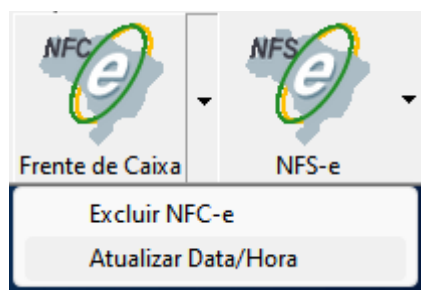 NFC e
NFS e
Frente de Caixa
NFS-e
Excluir NFC-e
Atualizar Data/Hora